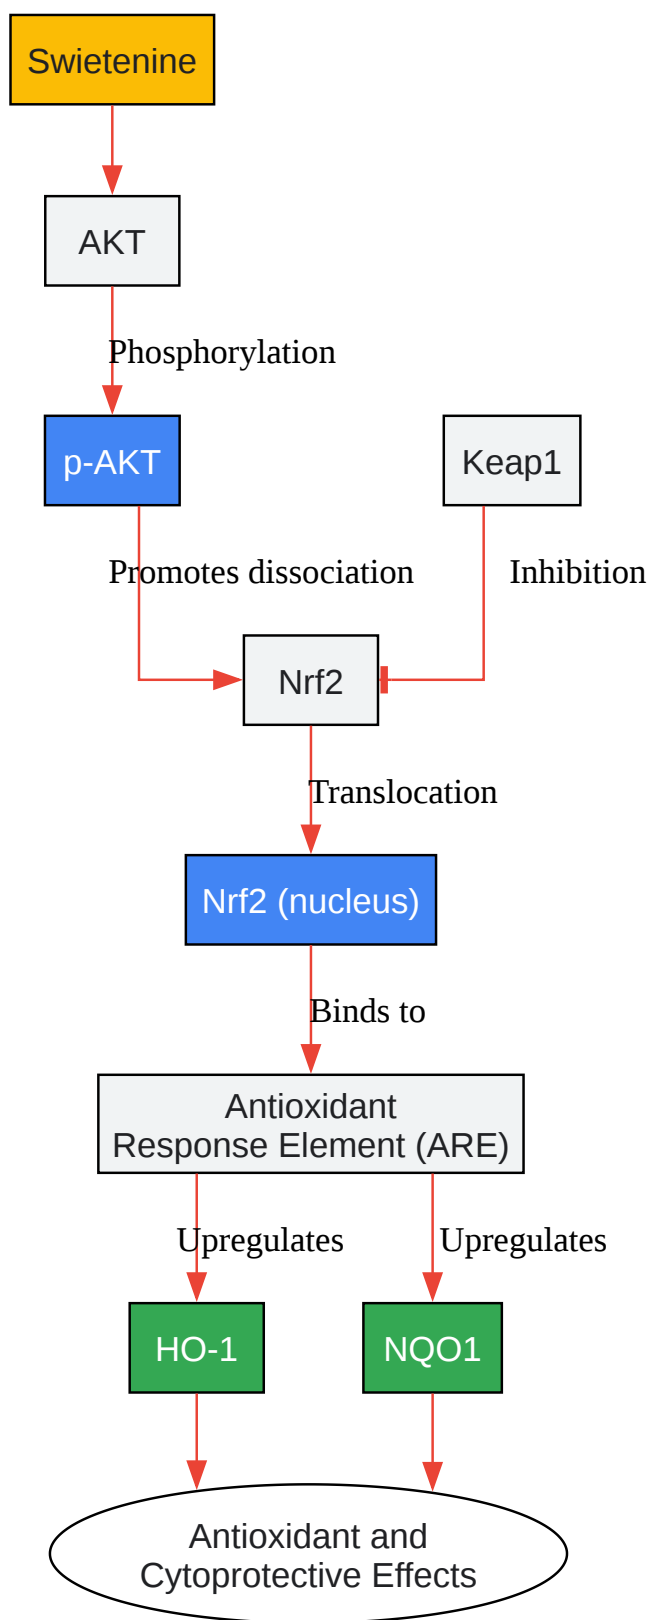 Swietenine
AKT
Phosphorylation
p-AKT
Keap1
Promotes dissociation
Inhibition
Nrf2
Translocation
Nrf2 (nucleus)
Binds to
Antioxidant
Response Element (ARE)
Upregulates
Upregulates
HO-1
NQO1
Antioxidant and
Cytoprotective Effects